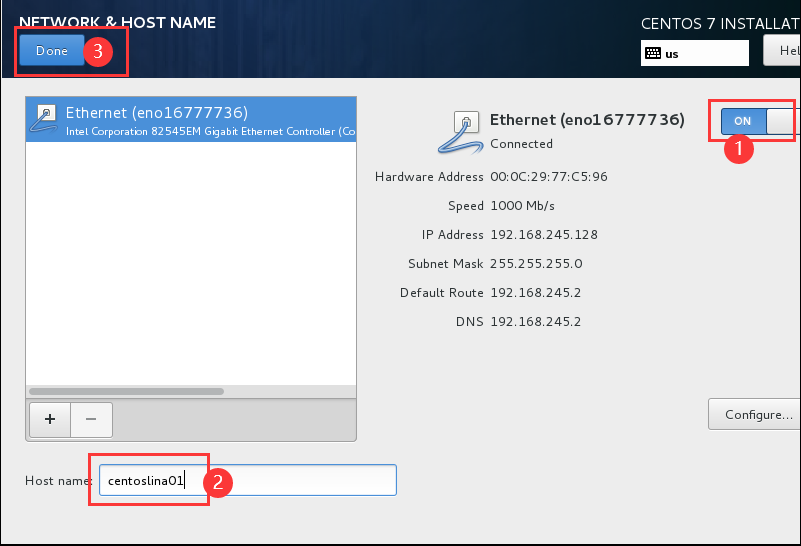 NETWORK & HOST NAME
CENTOS 7 INSTALLAT
Done
3
us
Hel
Ethernet (eno16777736)
Intel Corporation 82545EM Gigabit Ethernet Controller (Co
Ethernet (eno16777736)
Connected
ON
1
Hardware Address 00:0C:29:77:C5:96
Speed 1000 Mb/s
IP Address 192.168.245.128
Subnet Mask 255.255.255.0
Default Route 192.168.245.2
DNS 192.168.245.2
+ −
Configure...
Host name: centoslina01
2